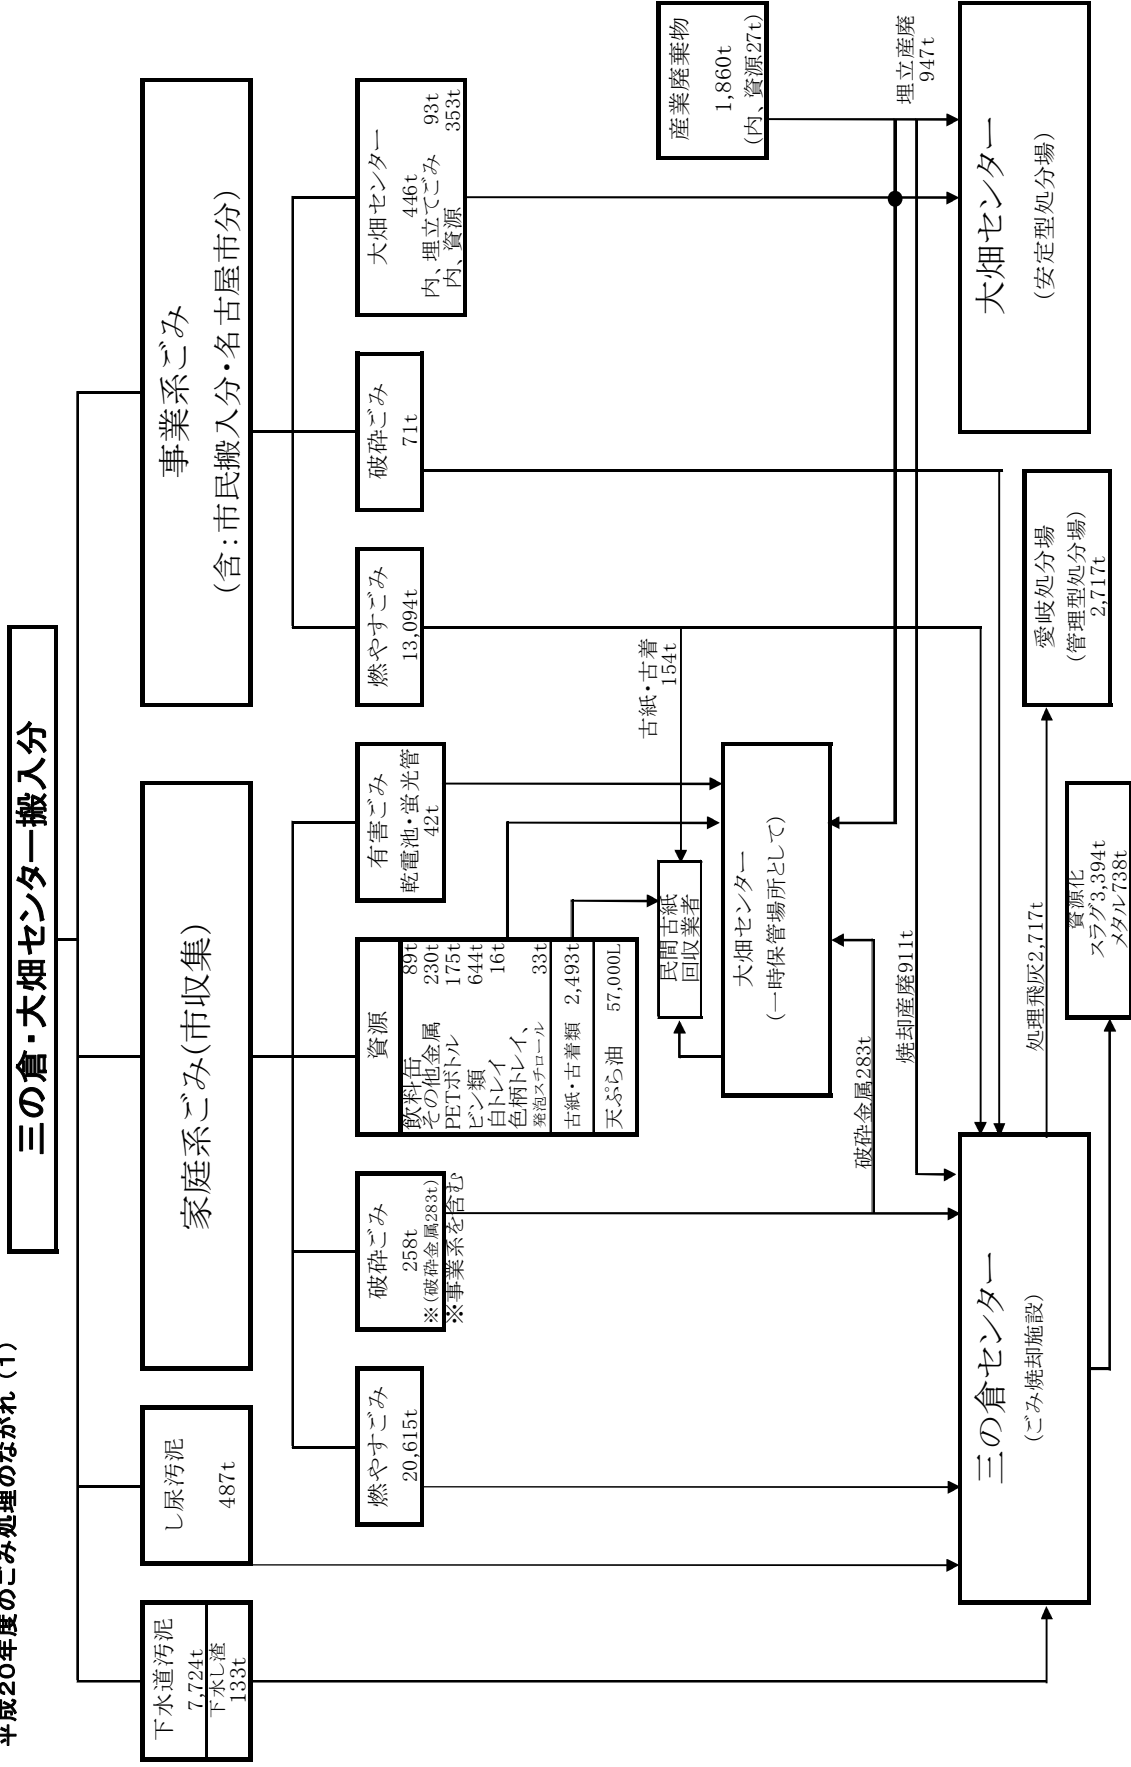 平成20年度のごみ処理のながれ（1）
三の倉・大畑センター搬入分
下水道汚泥
7,724t
下水し渣
133t
し尿汚泥
487t
家庭系ごみ(市収集)
事業系ごみ
(含：市民搬入分・名古屋市分)
燃やすごみ
20,615t
破砕ごみ
258t
※(破砕金属283t)
※事業系を含む
資源
飲料缶 89t
その他金属 230t
PETボトル 175t
ビン類 644t
白トレイ 16t
色柄トレイ、
発泡スチロール 33t
古紙・古着類 2,493t
天ぷら油 57,000L
有害ごみ
乾電池・蛍光管
42t
燃やすごみ
13,094t
破砕ごみ
71t
大畑センター
446t
内、埋立てごみ 93t
内、資源 353t
古紙・古着
154t
民間古紙
回収業者
産業廃棄物
1,860t
(内、資源27t)
大畑センター
(一時保管場所として)
破砕金属283t
焼却産廃911t
埋立産廃
947t
三の倉センター
(ごみ焼却施設)
大畑センター
(安定型処分場)
処理飛灰2,717t
愛岐処分場
(管理型処分場)
2,717t
資源化
スラグ3,394t
メタル738t